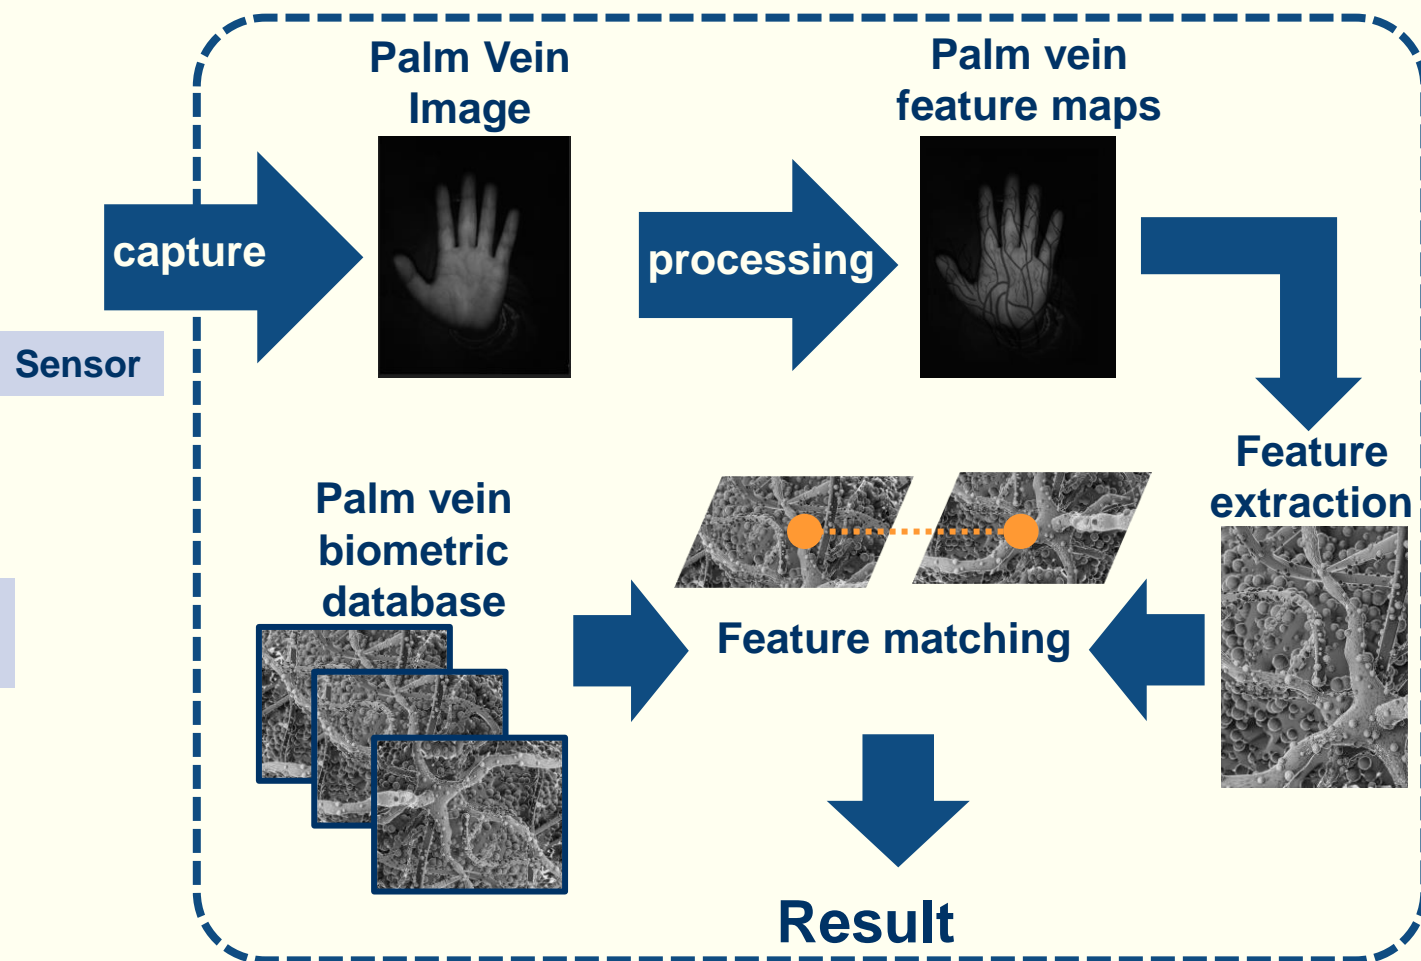 Palm Vein
Image
Palm vein
feature maps
capture
processing
Sensor
Feature
extraction
Palm vein
biometric
database
Feature matching
Result